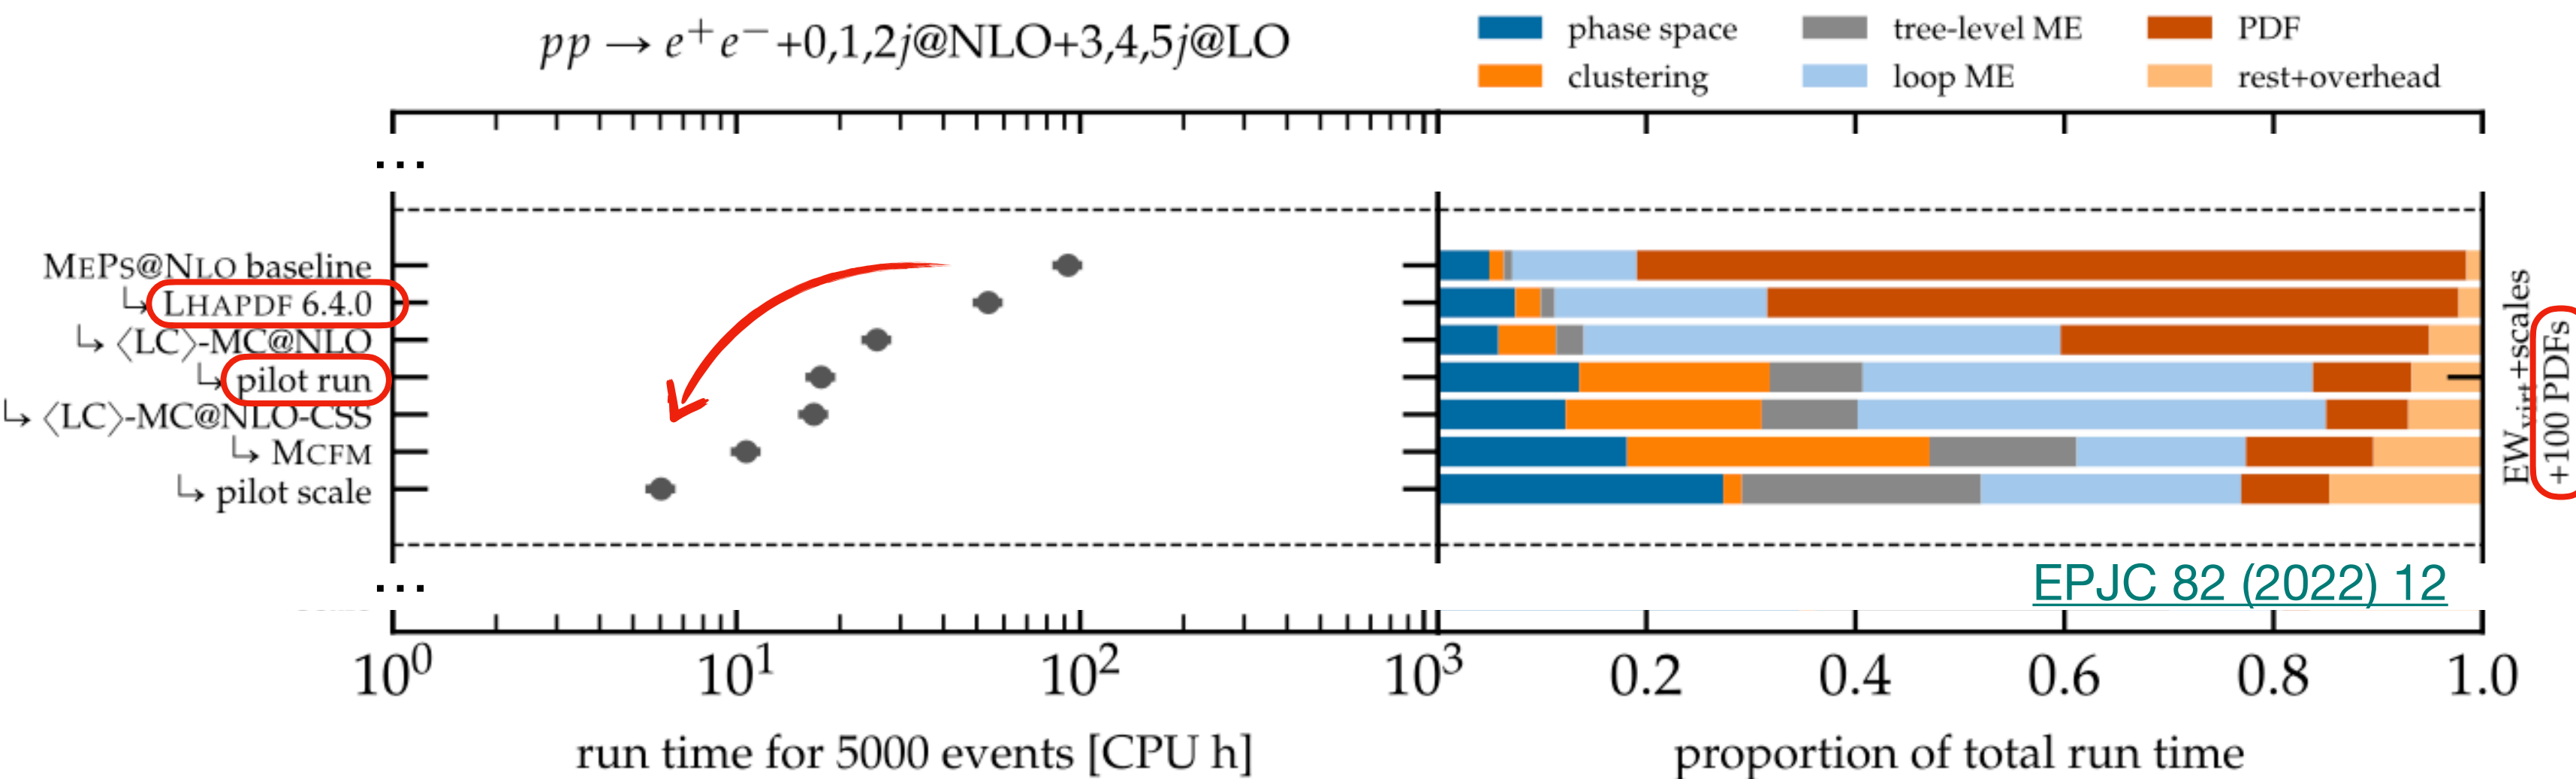 pp → e⁺e⁻+0,1,2j@NLO+3,4,5j@LO
phase space
tree-level ME
PDF
clustering
loop ME
rest+overhead
...
MEPS@NLO baseline
↳ LHAPDF 6.4.0
↳ ⟨LC⟩-MC@NLO
↳ pilot run
↳ ⟨LC⟩-MC@NLO-CSS
↳ MCFM
↳ pilot scale
EWvirt+scales
+100 PDFs
...
EPJC 82 (2022) 12
10⁰ 10¹ 10² 10³ 0.2 0.4 0.6 0.8 1.0
run time for 5000 events [CPU h]
proportion of total run time